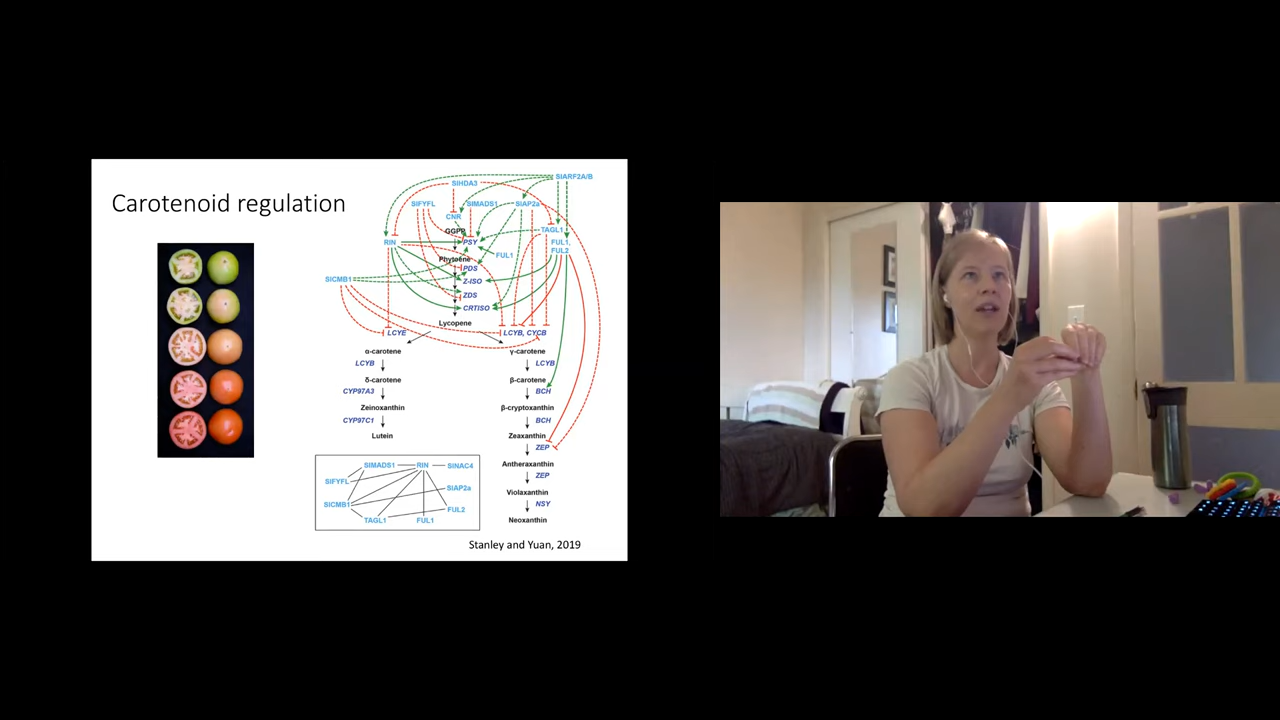 Carotenoid regulation
SlARF2A/B
SlHDA3
SlFYFL
SlMADS1
SlAP2a
CNR
GGPP
TAGL1
RIN
PSY
FUL1,
FUL2
FUL1
Phytoene
PDS
SlCMB1
Z-ISO
ZDS
CRTISO
Lycopene
LCYE
LCYB, CYCB
α-carotene
γ-carotene
LCYB
LCYB
δ-carotene
β-carotene
CYP97A3
BCH
Zeinoxanthin
β-cryptoxanthin
CYP97C1
BCH
Lutein
Zeaxanthin
ZEP
Antheraxanthin
ZEP
Violaxanthin
NSY
Neoxanthin
SlMADS1
RIN
SlNAC4
SlFYFL
SlAP2a
SlCMB1
FUL2
TAGL1
FUL1
Stanley and Yuan, 2019